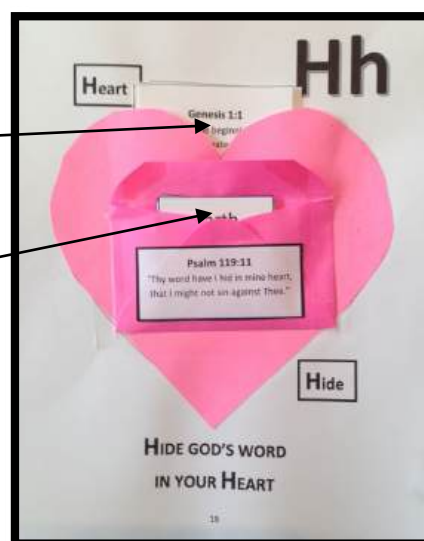 Hh
Heart
Genesis 1:1
Psalm 119:11
"Thy word have I hid in mine heart,
that I might not sin against Thee."
Hide
HIDE GOD'S WORD
IN YOUR HEART